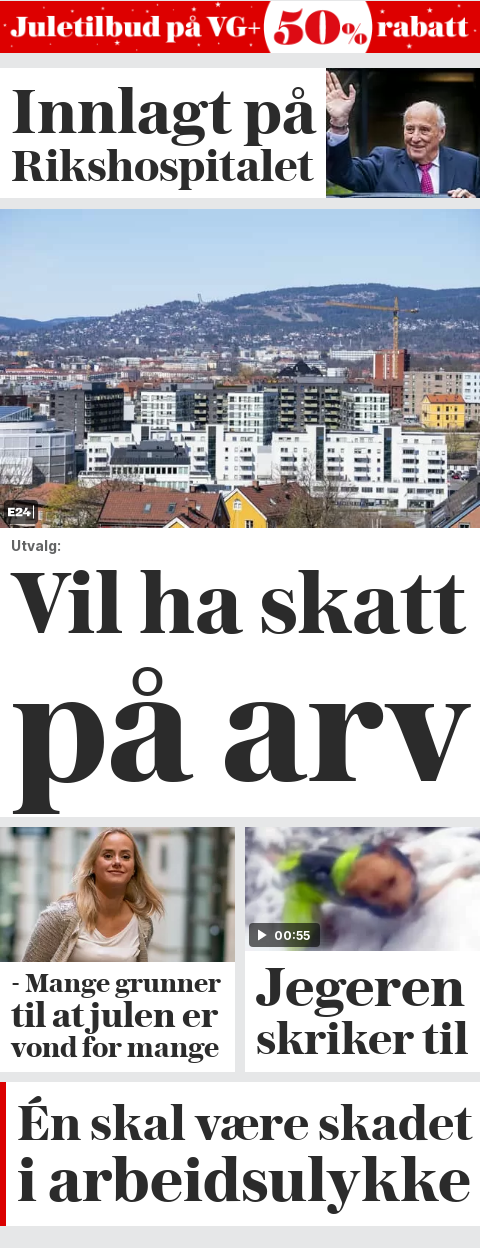 Juletilbud på VG+ 50% rabatt
Innlagt på
Rikshospitalet
E24
Utvalg:
Vil ha skatt
på arv
00:55
- Mange grunner
til at julen er
vond for mange
Jegeren
skriker til
Én skal være skadet
i arbeidsulykke